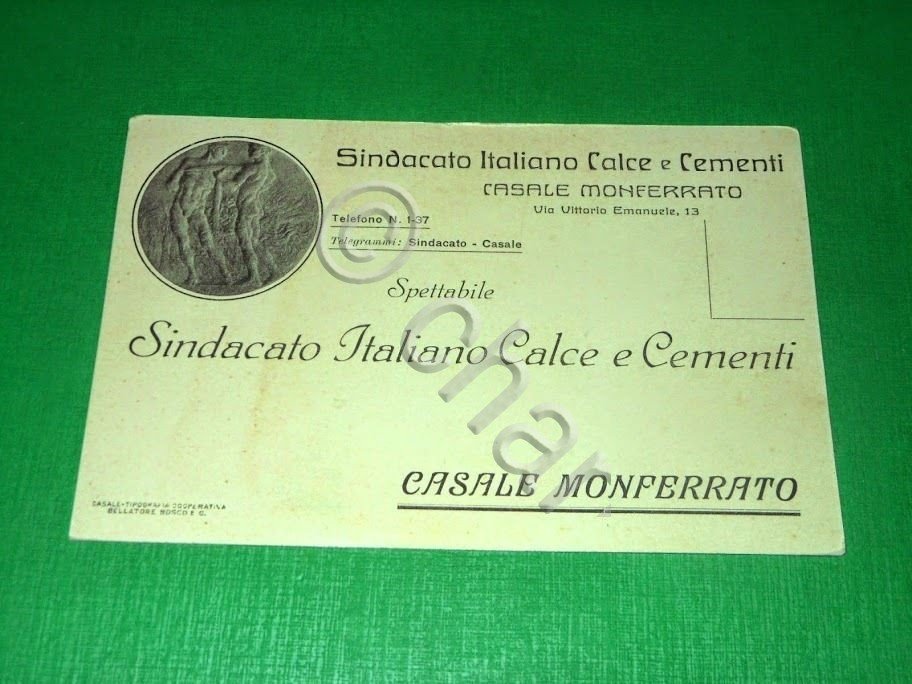 Sindacato Italiano Calce e Cementi
CASALE MONFERRATO
Via Vittorio Emanuele, 13
Telefono N. 1-37
Telegrammi: Sindacato - Casale
Spettabile
Sindacato Italiano Calce e Cementi
CASALE MONFERRATO
CASALE-TIPOGRAFIA COOPERATIVA
BELLATORE BOSCO E C.
© char